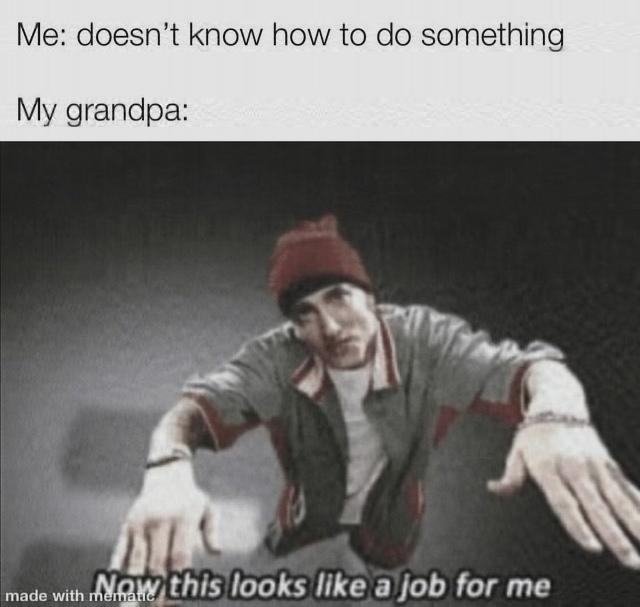 Me: doesn't know how to do something
My grandpa:
Now this looks like a job for me
made with mematic